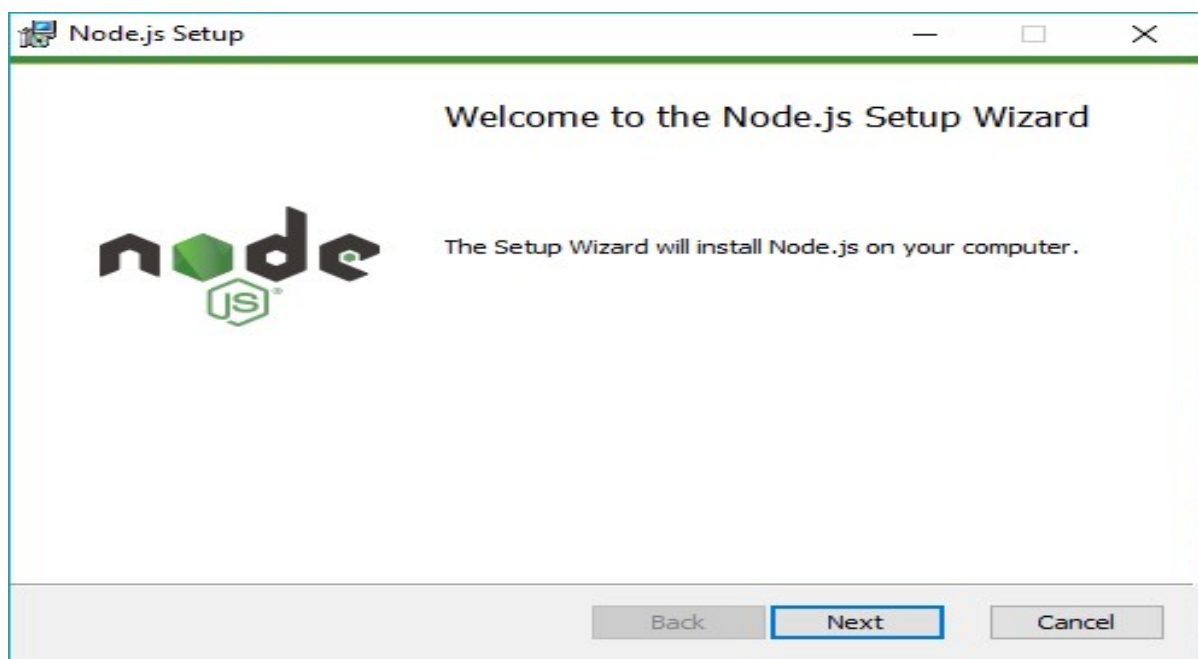 Node.js Setup
Welcome to the Node.js Setup Wizard
The Setup Wizard will install Node.js on your computer.
node
JS
Back
Next
Cancel